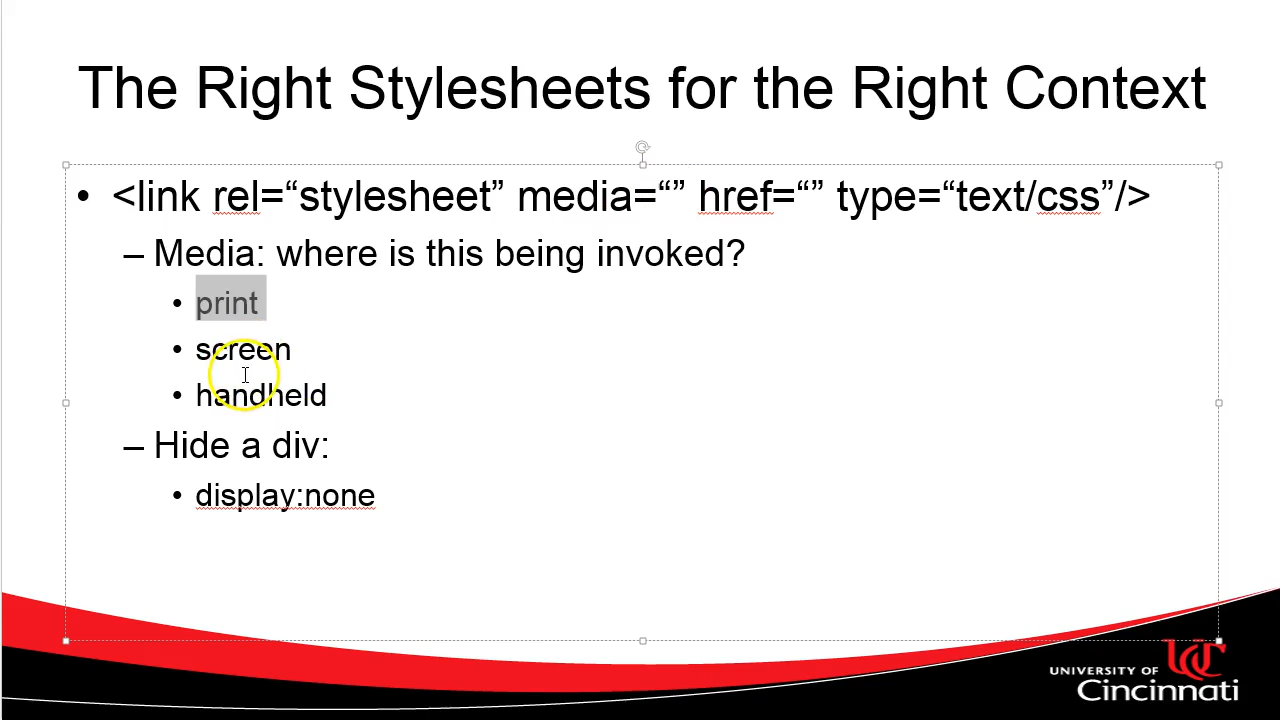 The Right Stylesheets for the Right Context
• <link rel=“stylesheet” media=“” href=“” type=“text/css”/>
– Media: where is this being invoked?
• print
• screen
• handheld
– Hide a div:
• display:none
UC
UNIVERSITY OF
Cincinnati